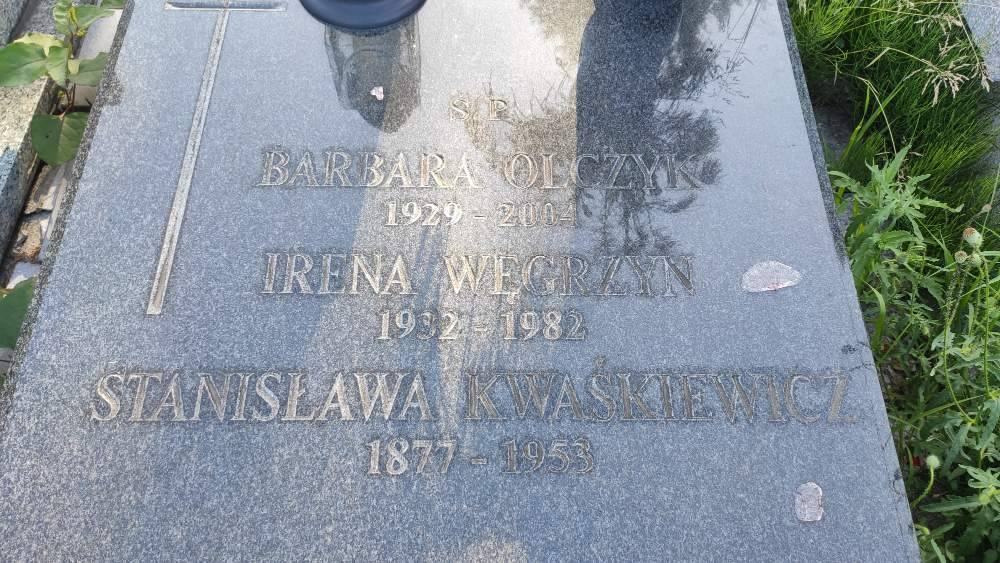 S P
BARBARA OLCZYK
1929 - 2004
IRENA WĘGRZYN
1932 - 1982
STANISŁAWA KWAŚKIEWICZ
1877 - 1953